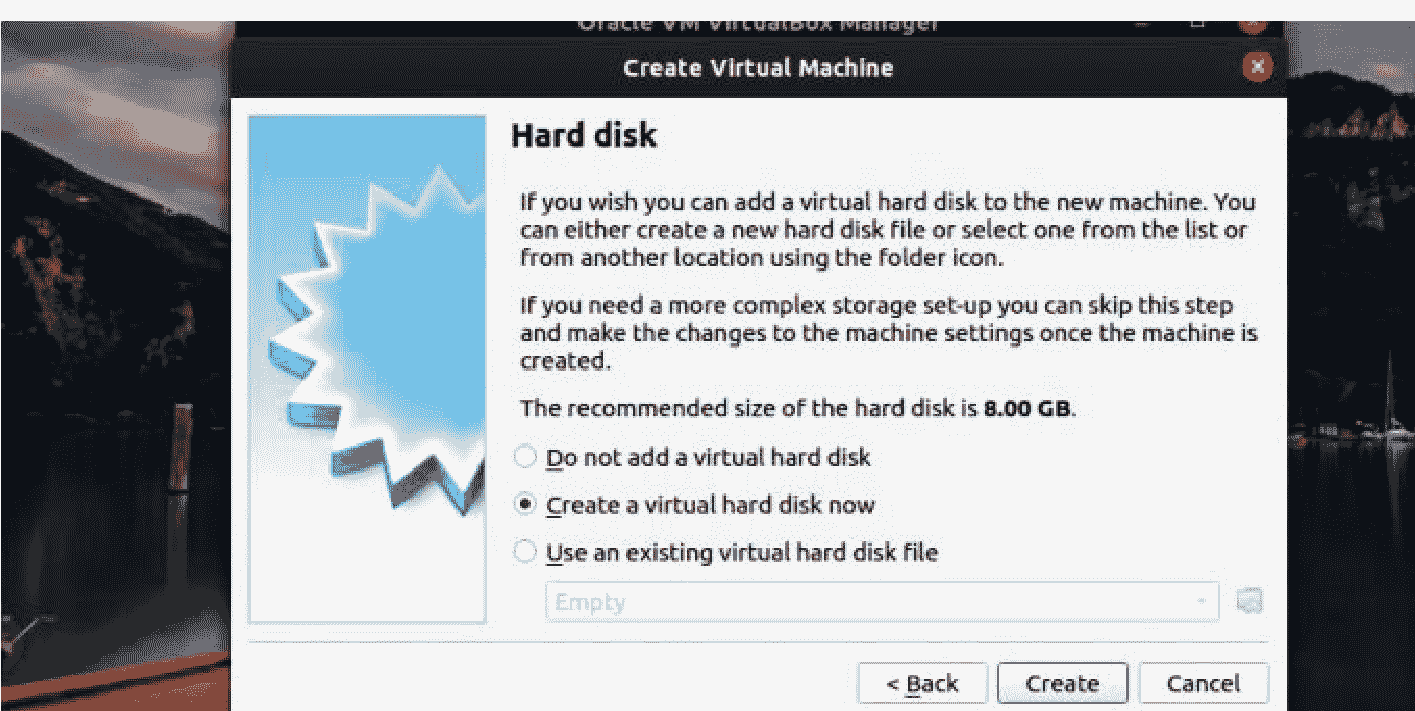 Oracle VM VirtualBox Manager
Create Virtual Machine
Hard disk
If you wish you can add a virtual hard disk to the new machine. You
can either create a new hard disk file or select one from the list or
from another location using the folder icon.
If you need a more complex storage set-up you can skip this step
and make the changes to the machine settings once the machine is
created.
The recommended size of the hard disk is 8.00 GB.
Do not add a virtual hard disk
Create a virtual hard disk now
Use an existing virtual hard disk file
Empty
< Back
Create
Cancel